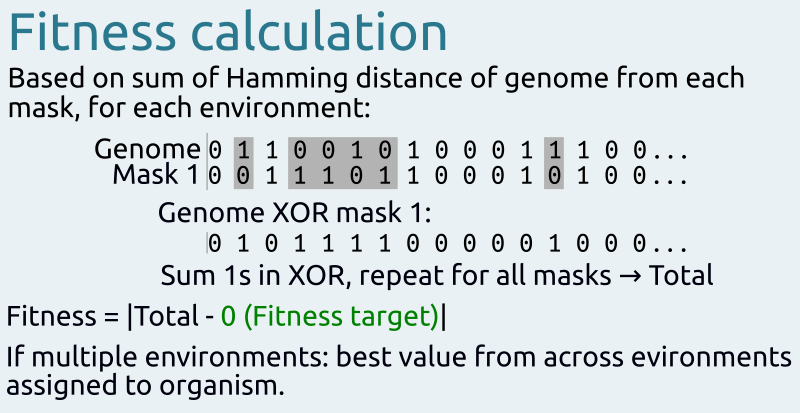 Fitness calculation
Based on sum of Hamming distance of genome from each
mask, for each environment:
Genome 0 1 1 0 0 1 0 1 0 0 0 1 1 1 0 0...
Mask 1 0 0 1 1 1 0 1 1 0 0 0 1 0 1 0 0...
Genome XOR mask 1:
0 1 0 1 1 1 1 0 0 0 0 0 1 0 0 0...
Sum 1s in XOR, repeat for all masks → Total
Fitness = |Total - 0 (Fitness target)|
If multiple environments: best value from across evironments
assigned to organism.